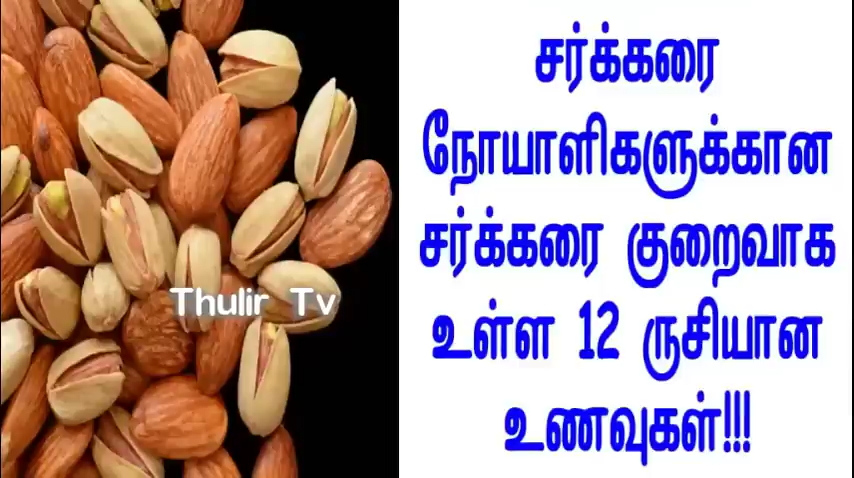 சர்க்கரை
நோயாளிகளுக்கான
சர்க்கரை குறைவாக
உள்ள 12 ருசியான
உணவுகள்!!!
Thulir Tv